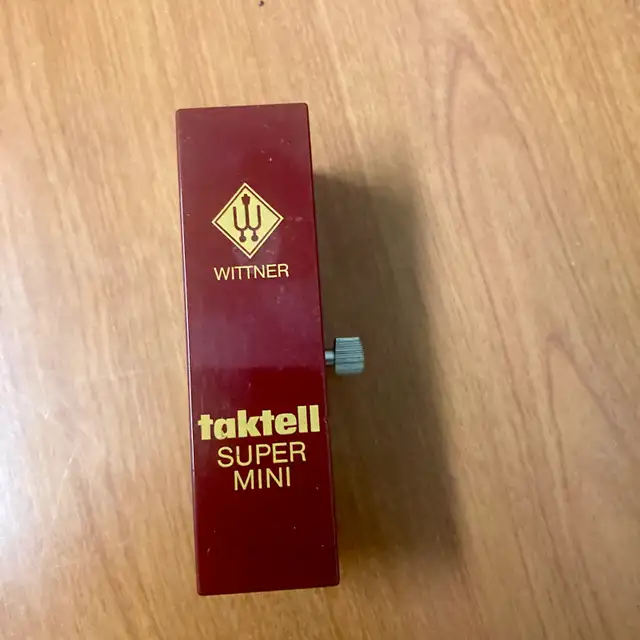 WITTNER
taktell
SUPER
MINI